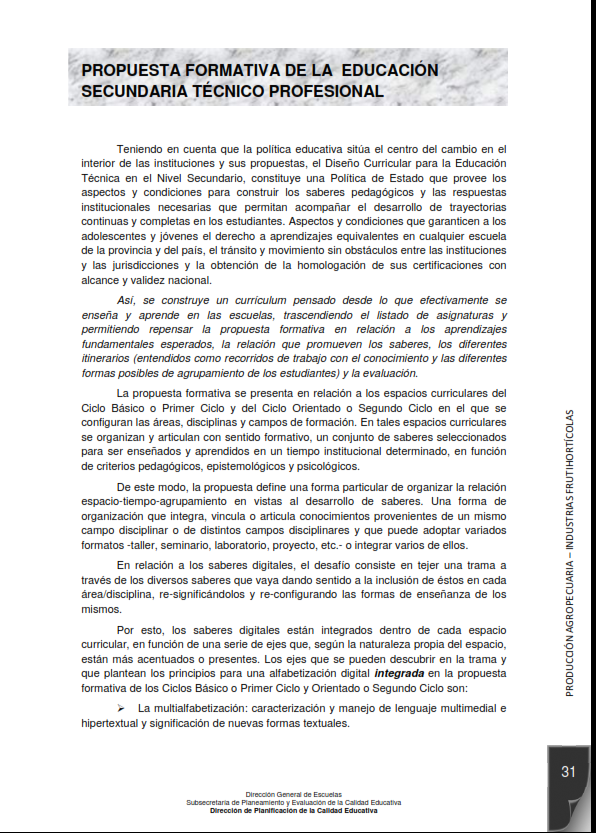 PROPUESTA FORMATIVA DE LA EDUCACIÓN
SECUNDARIA TÉCNICO PROFESIONAL
Teniendo en cuenta que la política educativa sitúa el centro del cambio en el
interior de las instituciones y sus propuestas, el Diseño Curricular para la Educación
Técnica en el Nivel Secundario, constituye una Política de Estado que provee los
aspectos y condiciones para construir los saberes pedagógicos y las respuestas
institucionales necesarias que permitan acompañar el desarrollo de trayectorias
continuas y completas en los estudiantes. Aspectos y condiciones que garanticen a los
adolescentes y jóvenes el derecho a aprendizajes equivalentes en cualquier escuela
de la provincia y del país, el tránsito y movimiento sin obstáculos entre las instituciones
y las jurisdicciones y la obtención de la homologación de sus certificaciones con
alcance y validez nacional.
Así, se construye un currículum pensado desde lo que efectivamente se
enseña y aprende en las escuelas, trascendiendo el listado de asignaturas y
permitiendo repensar la propuesta formativa en relación a los aprendizajes
fundamentales esperados, la relación que promueven los saberes, los diferentes
itinerarios (entendidos como recorridos de trabajo con el conocimiento y las diferentes
formas posibles de agrupamiento de los estudiantes) y la evaluación.
La propuesta formativa se presenta en relación a los espacios curriculares del
Ciclo Básico o Primer Ciclo y del Ciclo Orientado o Segundo Ciclo en el que se
configuran las áreas, disciplinas y campos de formación. En tales espacios curriculares
se organizan y articulan con sentido formativo, un conjunto de saberes seleccionados
para ser enseñados y aprendidos en un tiempo institucional determinado, en función
de criterios pedagógicos, epistemológicos y psicológicos.
De este modo, la propuesta define una forma particular de organizar la relación
espacio-tiempo-agrupamiento en vistas al desarrollo de saberes. Una forma de
organización que integra, vincula o articula conocimientos provenientes de un mismo
campo disciplinar o de distintos campos disciplinares y que puede adoptar variados
formatos -taller, seminario, laboratorio, proyecto, etc.- o integrar varios de ellos.
En relación a los saberes digitales, el desafío consiste en tejer una trama a
través de los diversos saberes que vaya dando sentido a la inclusión de éstos en cada
área/disciplina, re-significándolos y re-configurando las formas de enseñanza de los
mismos.
Por esto, los saberes digitales están integrados dentro de cada espacio
curricular, en función de una serie de ejes que, según la naturaleza propia del espacio,
están más acentuados o presentes. Los ejes que se pueden descubrir en la trama y
que plantean los principios para una alfabetización digital integrada en la propuesta
formativa de los Ciclos Básico o Primer Ciclo y Orientado o Segundo Ciclo son:
➢ La multialfabetización: caracterización y manejo de lenguaje multimedial e
hipertextual y significación de nuevas formas textuales.
PRODUCCIÓN AGROPECUARIA – INDUSTRIAS FRUTIHORTÍCOLAS
31
Dirección General de Escuelas
Subsecretaría de Planeamiento y Evaluación de la Calidad Educativa
Dirección de Planificación de la Calidad Educativa